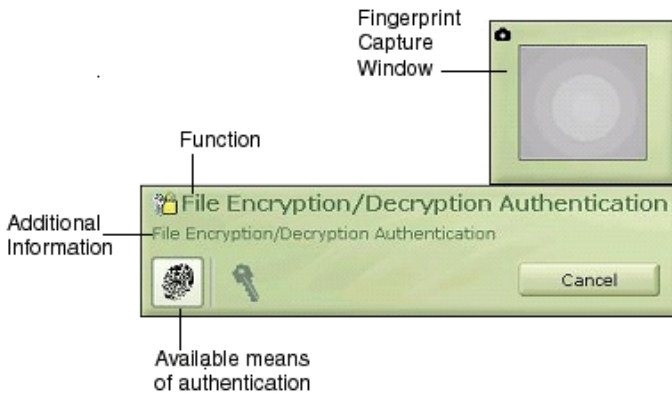 Fingerprint
Capture
Window
Function
File Encryption/Decryption Authentication
Additional
Information
File Encryption/Decryption Authentication
Cancel
Available means
of authentication